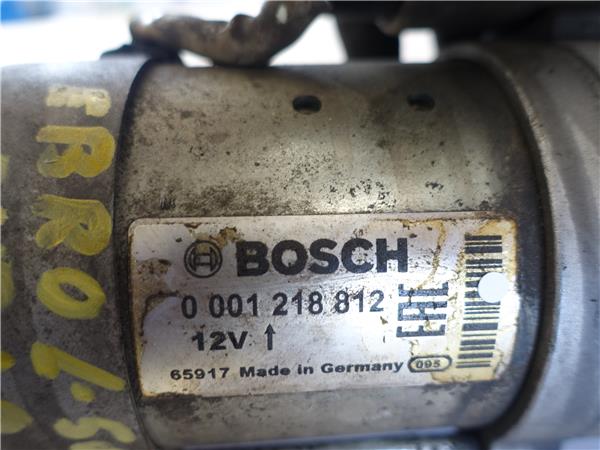 BOSCH
0 001 218 812
12V ↑
EAC
65917 Made in Germany 095